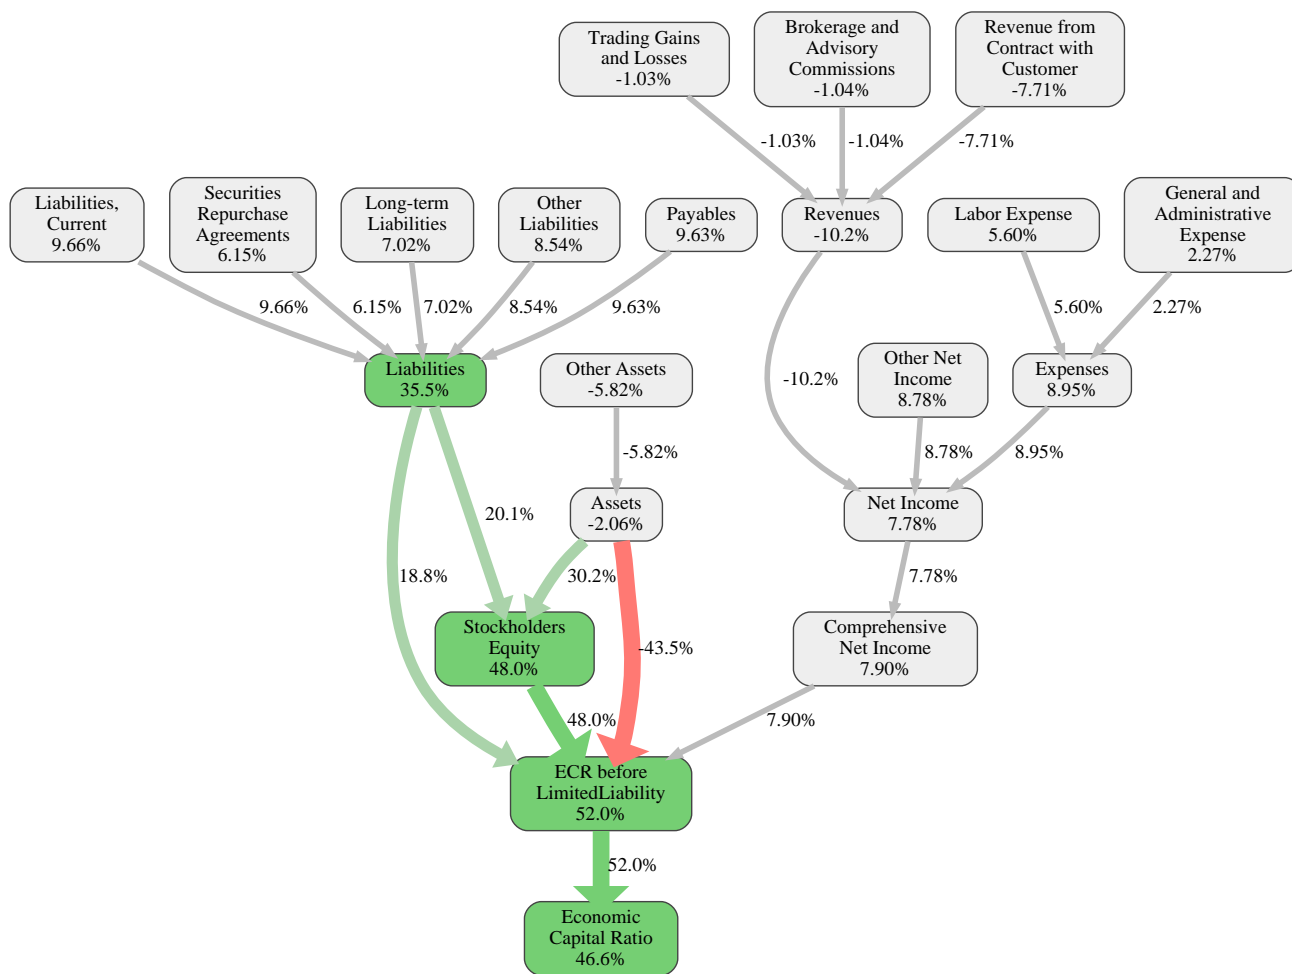 Trading Gains
and Losses
-1.03%
Brokerage and
Advisory
Commissions
-1.04%
Revenue from
Contract with
Customer
-7.71%
-1.03%
-1.04%
-7.71%
Liabilities,
Current
9.66%
Securities
Repurchase
Agreements
6.15%
Long-term
Liabilities
7.02%
Other
Liabilities
8.54%
Payables
9.63%
Revenues
-10.2%
Labor Expense
5.60%
General and
Administrative
Expense
2.27%
9.66%
6.15%
7.02%
8.54%
9.63%
5.60%
2.27%
Liabilities
35.5%
Other Assets
-5.82%
-10.2%
Other Net
Income
8.78%
Expenses
8.95%
-5.82%
8.78%
8.95%
20.1%
Assets
-2.06%
Net Income
7.78%
18.8%
30.2%
7.78%
Stockholders
Equity
48.0%
-43.5%
Comprehensive
Net Income
7.90%
48.0%
7.90%
ECR before
LimitedLiability
52.0%
52.0%
Economic
Capital Ratio
46.6%